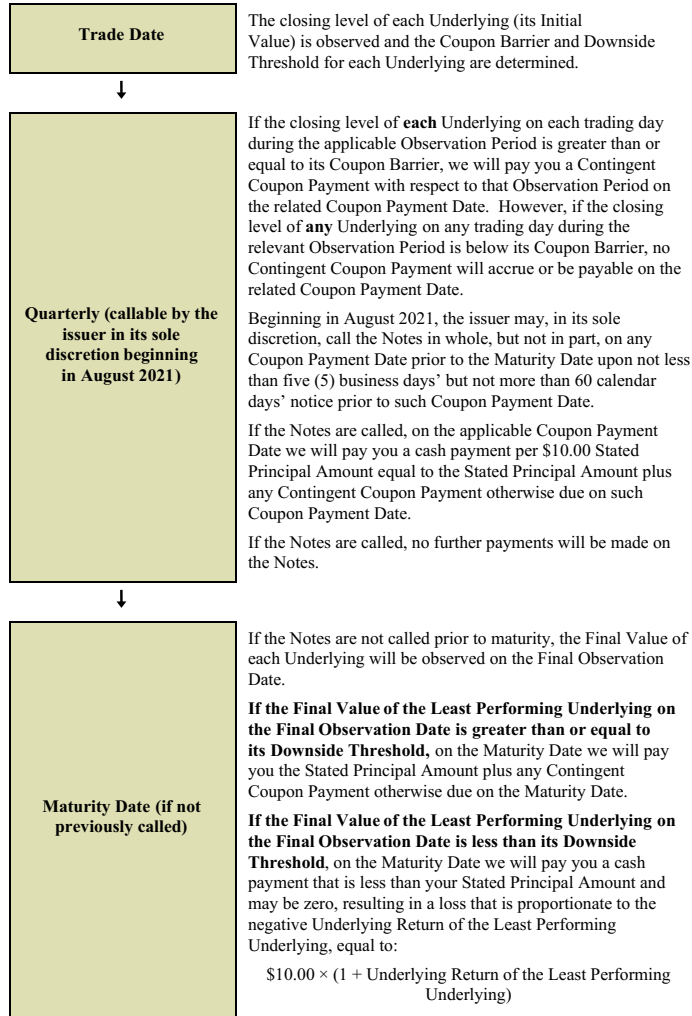 Trade Date
The closing level of each Underlying (its Initial
Value) is observed and the Coupon Barrier and Downside
Threshold for each Underlying are determined.
Quarterly (callable by the
issuer in its sole
discretion beginning
in August 2021)
If the closing level of each Underlying on each trading day
during the applicable Observation Period is greater than or
equal to its Coupon Barrier, we will pay you a Contingent
Coupon Payment with respect to that Observation Period on
the related Coupon Payment Date.  However, if the closing
level of any Underlying on any trading day during the
relevant Observation Period is below its Coupon Barrier, no
Contingent Coupon Payment will accrue or be payable on the
related Coupon Payment Date.
Beginning in August 2021, the issuer may, in its sole
discretion, call the Notes in whole, but not in part, on any
Coupon Payment Date prior to the Maturity Date upon not less
than five (5) business days’ but not more than 60 calendar
days’ notice prior to such Coupon Payment Date.
If the Notes are called, on the applicable Coupon Payment
Date we will pay you a cash payment per $10.00 Stated
Principal Amount equal to the Stated Principal Amount plus
any Contingent Coupon Payment otherwise due on such
Coupon Payment Date.
If the Notes are called, no further payments will be made on
the Notes.
Maturity Date (if not
previously called)
If the Notes are not called prior to maturity, the Final Value of
each Underlying will be observed on the Final Observation
Date.
If the Final Value of the Least Performing Underlying on
the Final Observation Date is greater than or equal to
its Downside Threshold, on the Maturity Date we will pay
you the Stated Principal Amount plus any Contingent
Coupon Payment otherwise due on the Maturity Date.
If the Final Value of the Least Performing Underlying on
the Final Observation Date is less than its Downside
Threshold, on the Maturity Date we will pay you a cash
payment that is less than your Stated Principal Amount and
may be zero, resulting in a loss that is proportionate to the
negative Underlying Return of the Least Performing
Underlying, equal to:
$10.00 × (1 + Underlying Return of the Least Performing
Underlying)